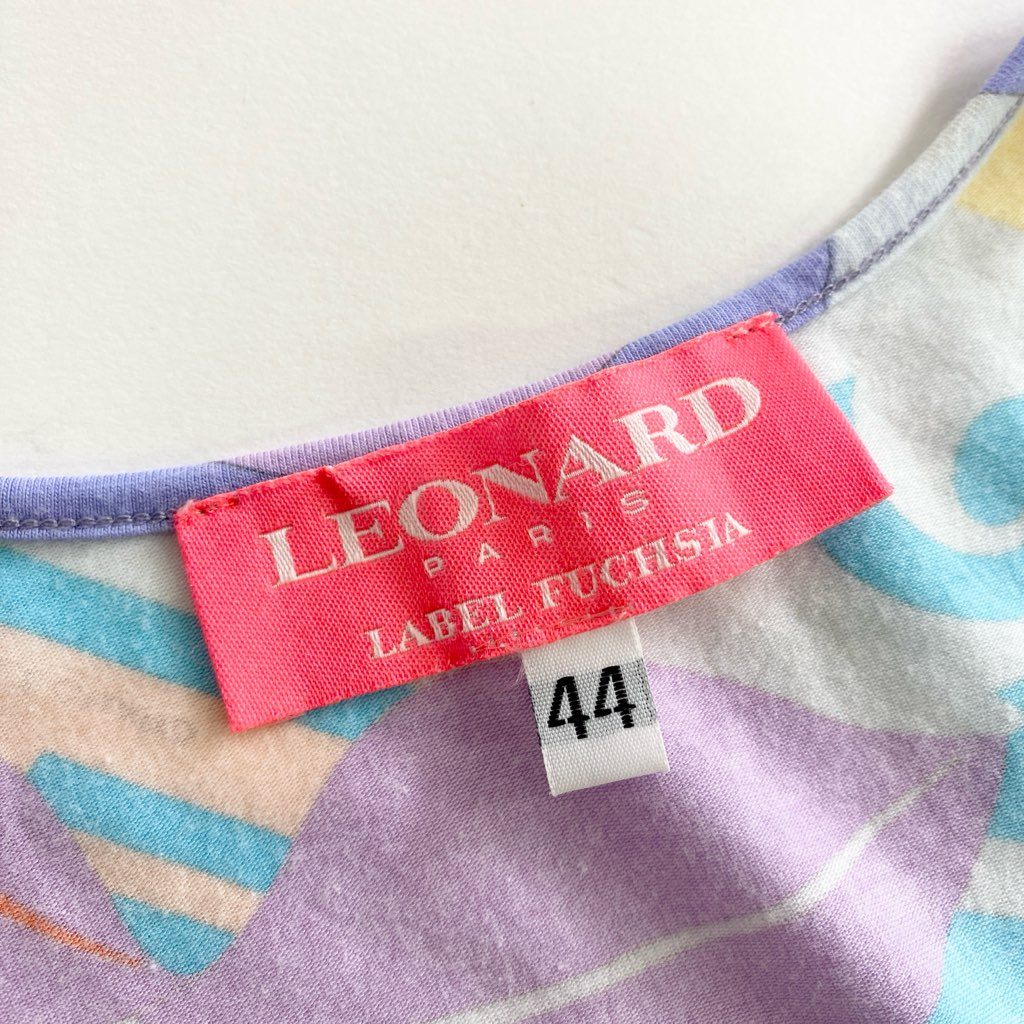 LEONARD
PARIS
LABEL FUCHSIA
44